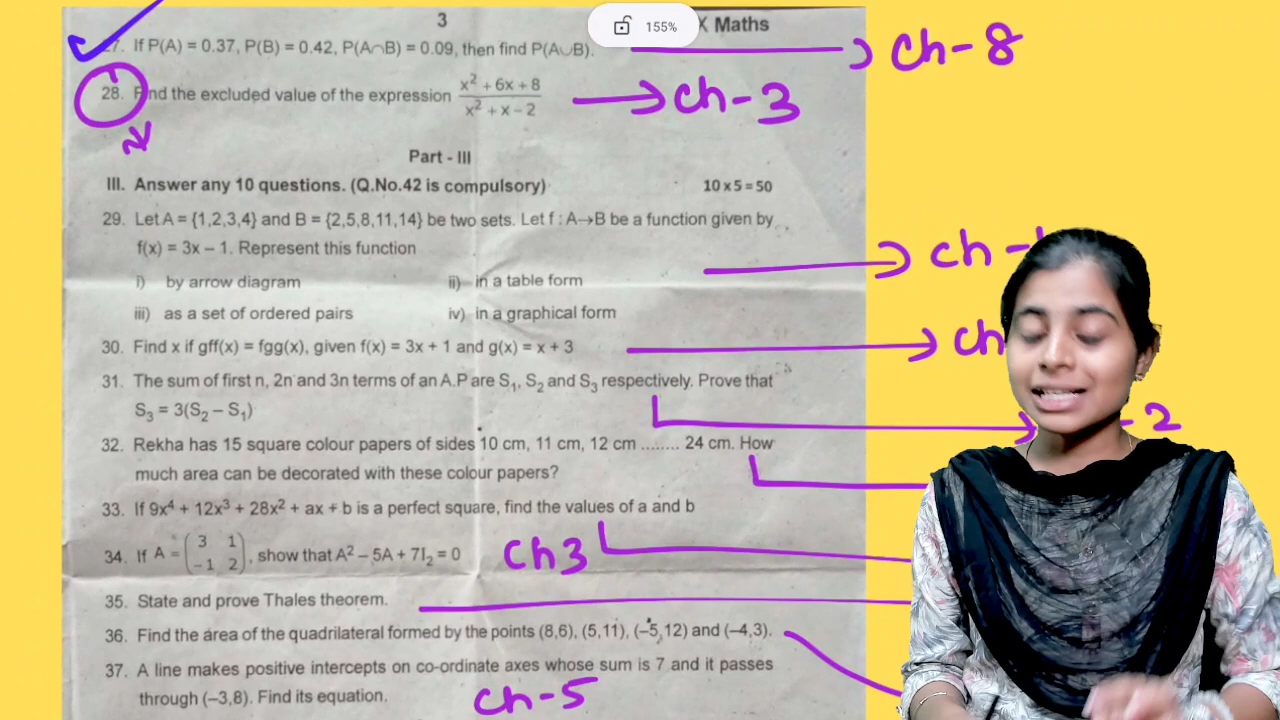 3
155%
X Maths
27. If P(A) = 0.37, P(B) = 0.42, P(A∩B) = 0.09, then find P(A∪B).
Ch-8
28. Find the excluded value of the expression x² + 6x + 8 / x² + x – 2
Ch-3
Part - III
III. Answer any 10 questions. (Q.No.42 is compulsory) 10 x 5 = 50
29. Let A = {1,2,3,4} and B = {2,5,8,11,14} be two sets. Let f : A→B be a function given by
f(x) = 3x – 1. Represent this function
ch-
i) by arrow diagram ii) in a table form
iii) as a set of ordered pairs iv) in a graphical form
30. Find x if gff(x) = fgg(x), given f(x) = 3x + 1 and g(x) = x + 3
ch
31. The sum of first n, 2n and 3n terms of an A.P are S₁, S₂ and S₃ respectively. Prove that
S₃ = 3(S₂ – S₁)
-2
32. Rekha has 15 square colour papers of sides 10 cm, 11 cm, 12 cm ........ 24 cm. How
much area can be decorated with these colour papers?
33. If 9x⁴ + 12x³ + 28x² + ax + b is a perfect square, find the values of a and b
34. If A = (3 1 / –1 2), show that A² – 5A + 7I₂ = 0
Ch3
35. State and prove Thales theorem.
36. Find the area of the quadrilateral formed by the points (8,6), (5,11), (–5,12) and (–4,3).
37. A line makes positive intercepts on co-ordinate axes whose sum is 7 and it passes
through (–3,8). Find its equation.
Ch-5